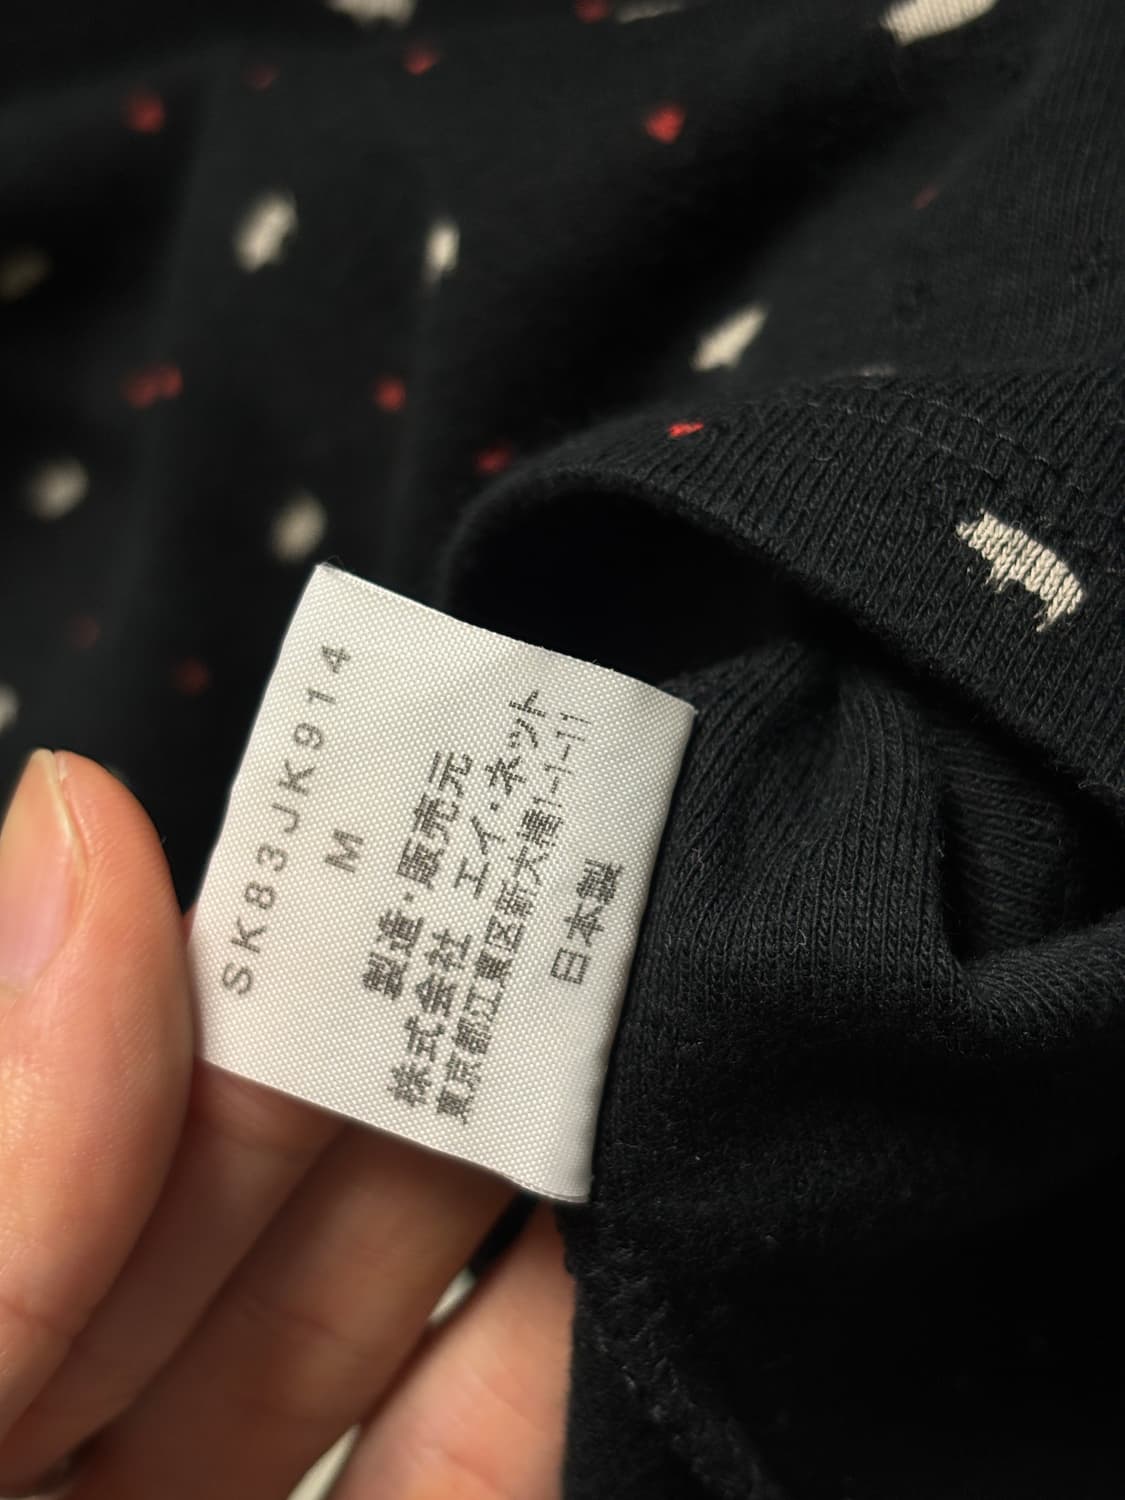 SK83JK914
M
製造・販売元
株式会社 エイ・ネット
東京都江東区新大橋1-1-11
日本製